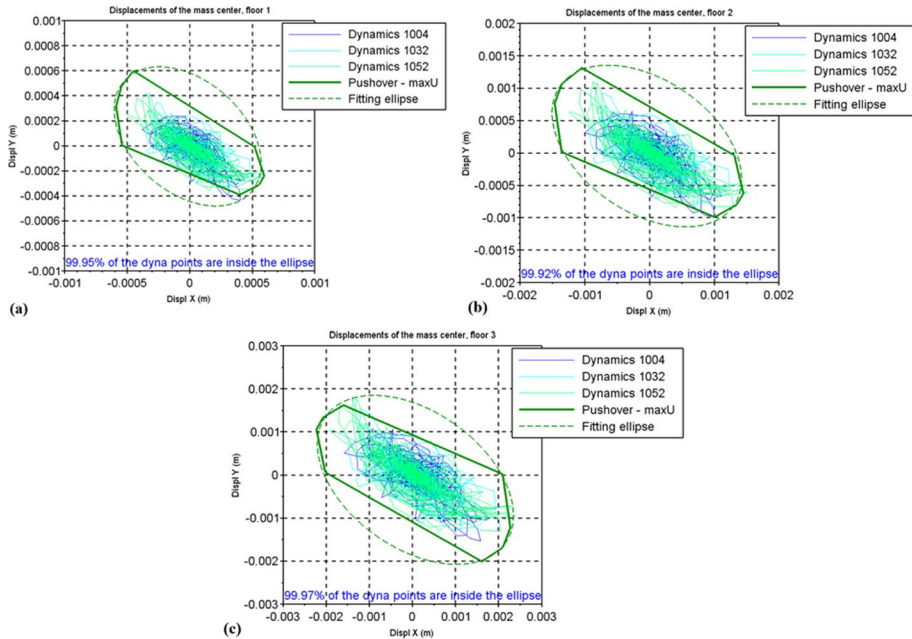 Displacements of the mass center, floor 1
0.001
0.0008
0.0006
0.0004
0.0002
0
-0.0002
-0.0004
-0.0006
-0.0008
-0.001
Displ Y (m)
Dynamics 1004
Dynamics 1032
Dynamics 1052
Pushover - maxU
Fitting ellipse
99.95% of the dyna points are inside the ellipse
-0.001 -0.0005 0 0.0005 0.001
Displ X (m)
(a)
Displacements of the mass center, floor 2
0.002
0.0015
0.001
0.0005
0
-0.0005
-0.001
-0.0015
-0.002
Displ Y (m)
Dynamics 1004
Dynamics 1032
Dynamics 1052
Pushover - maxU
Fitting ellipse
99.92% of the dyna points are inside the ellipse
-0.002 -0.001 0 0.001 0.002
Displ X (m)
(b)
Displacements of the mass center, floor 3
0.003
0.002
0.001
0
-0.001
-0.002
-0.003
Displ Y (m)
Dynamics 1004
Dynamics 1032
Dynamics 1052
Pushover - maxU
Fitting ellipse
99.97% of the dyna points are inside the ellipse
-0.003 -0.002 -0.001 0 0.001 0.002 0.003
Displ X (m)
(c)